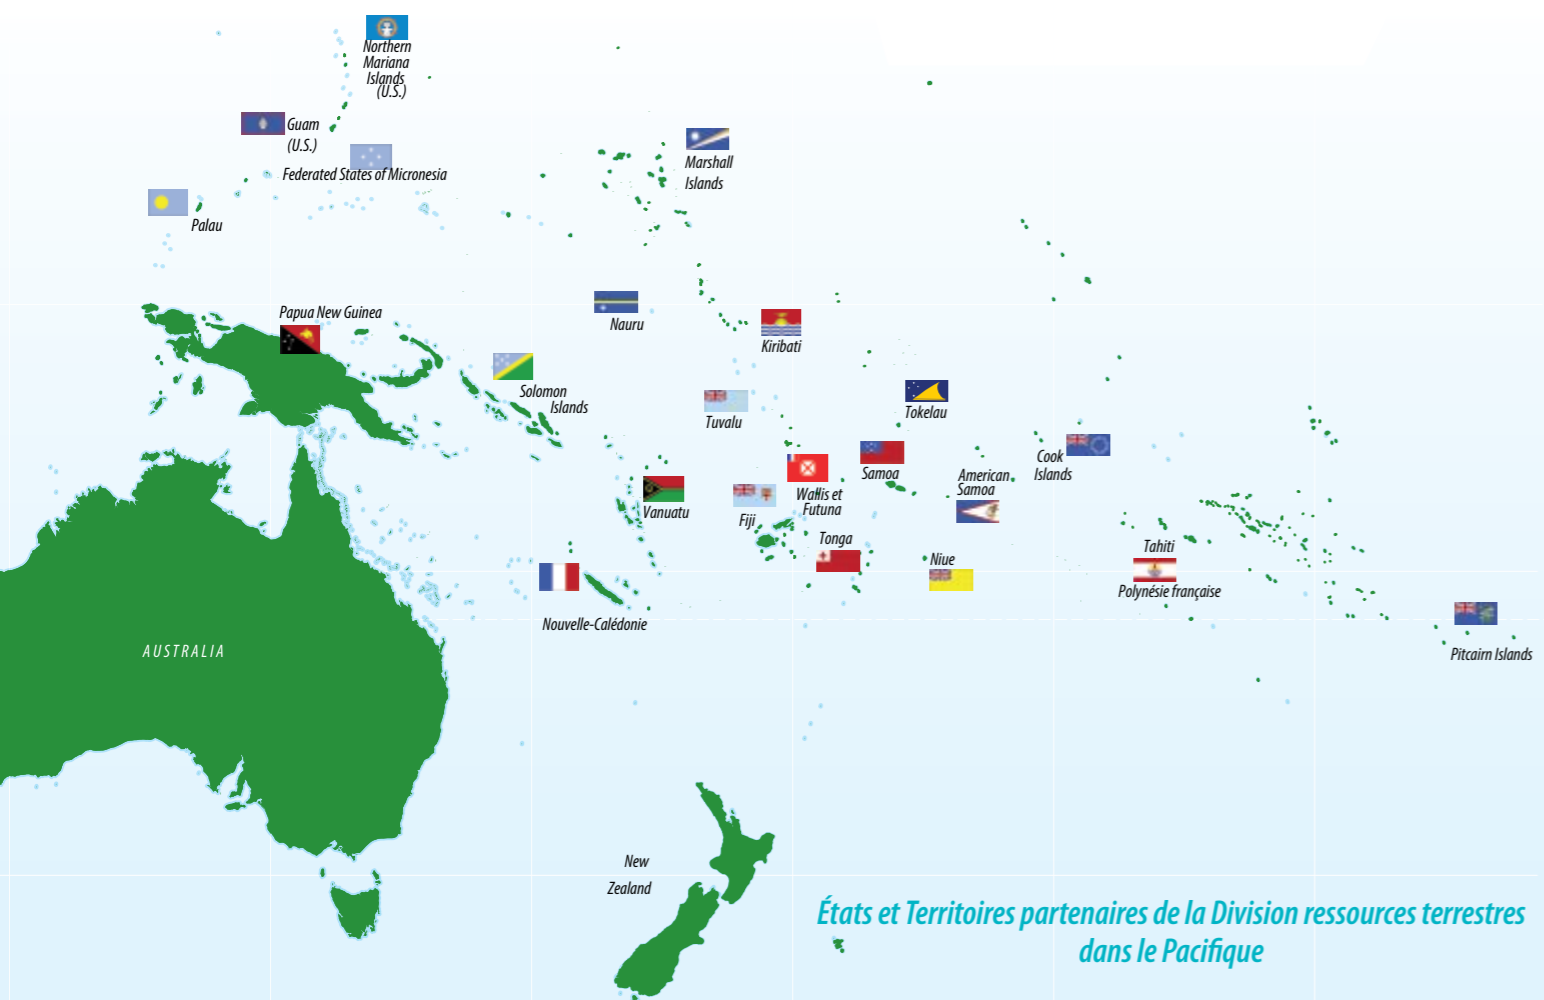 Northern
Mariana
Islands
(U.S.)
Guam
(U.S.)
Federated States of Micronesia
Marshall
Islands
Palau
Papua New Guinea
Nauru
Kiribati
Solomon
Islands
Tuvalu
Tokelau
Cook
Islands
Samoa
American
Samoa
Wallis et
Futuna
Vanuatu
Fiji
Tonga
Niue
Tahiti
Polynésie française
Nouvelle-Calédonie
Pitcairn Islands
AUSTRALIA
New
Zealand
États et Territoires partenaires de la Division ressources terrestres
dans le Pacifique